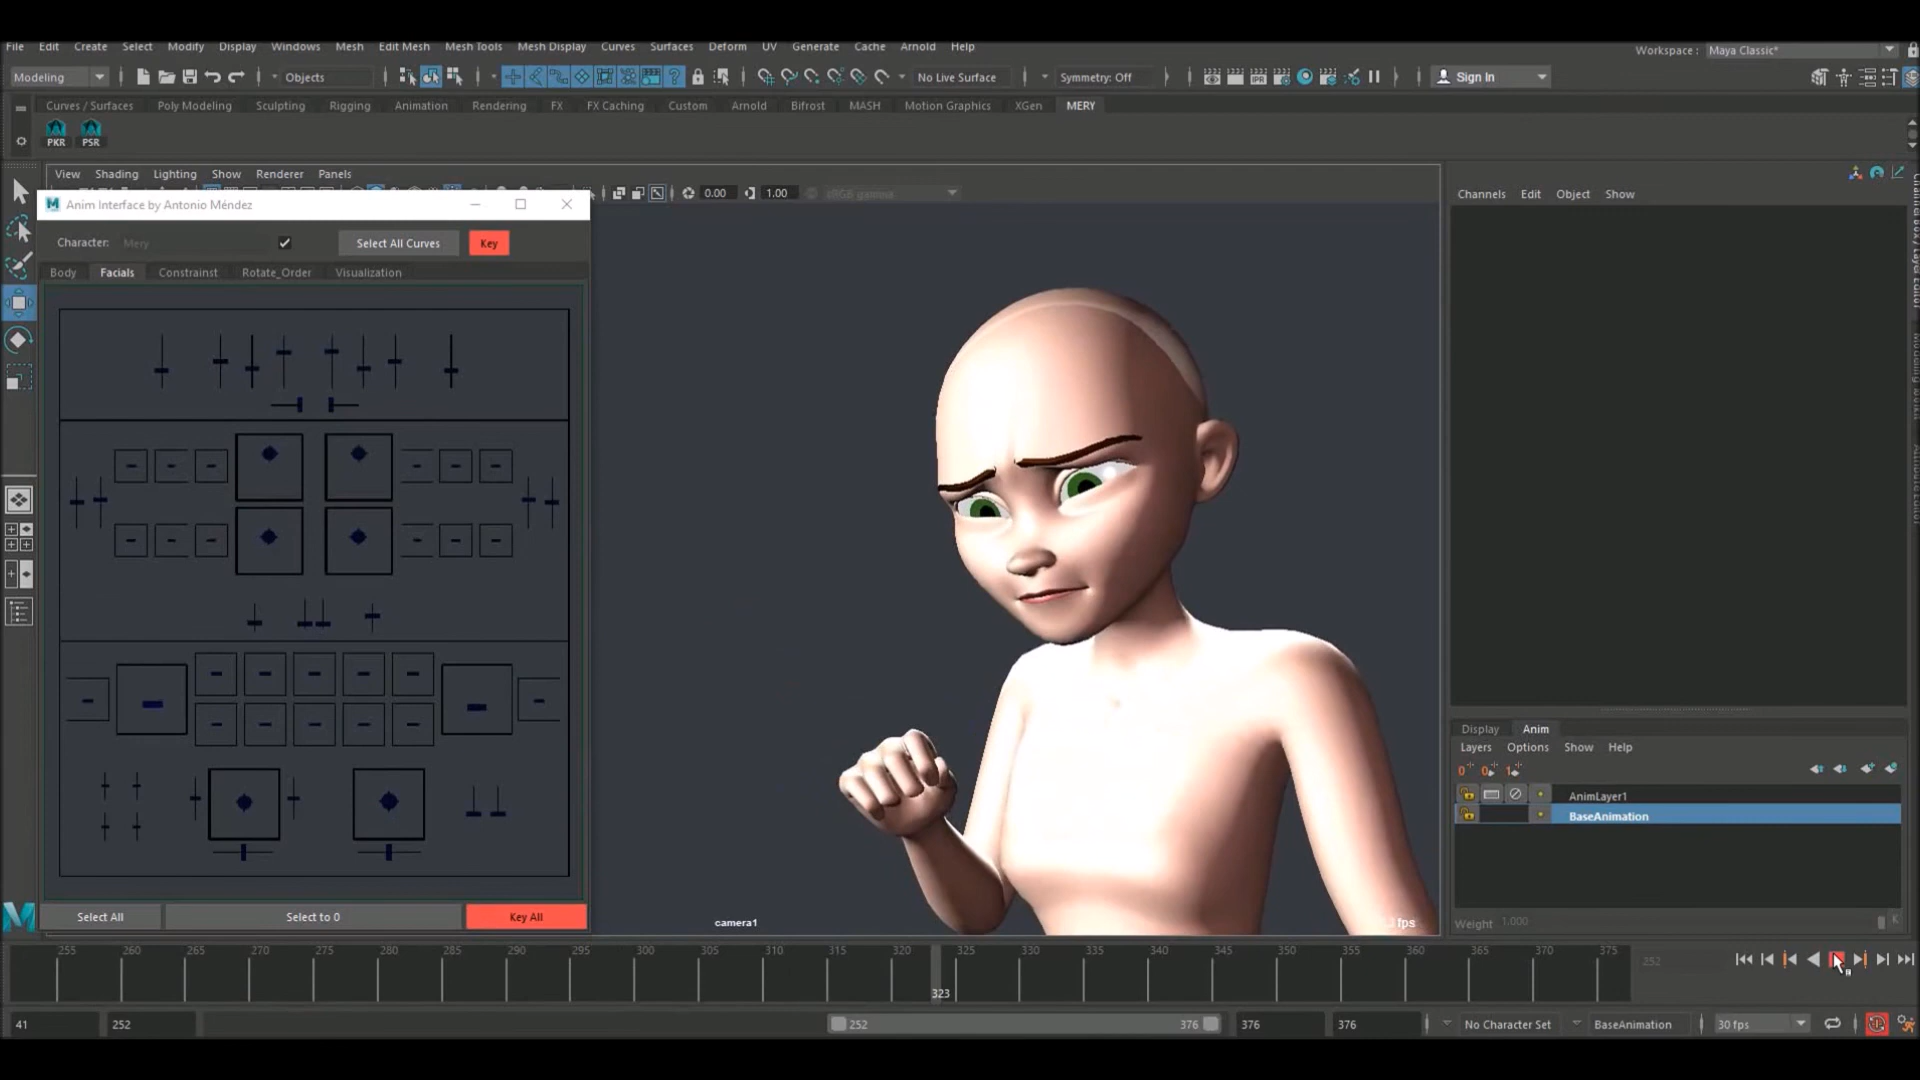 File Edit Create Select Modify Display Windows Mesh Edit Mesh Mesh Tools Mesh Display Curves Surfaces Deform UV Generate Cache Arnold Help
Workspace : Maya Classic*
Modeling Objects No Live Surface Symmetry: Off Sign In
Curves / Surfaces Poly Modeling Sculpting Rigging Animation Rendering FX FX Caching Custom Arnold Bifrost MASH Motion Graphics XGen MERY
PKR PSR
View Shading Lighting Show Renderer Panels
0.00 1.00 sRGB gamma
Channels Edit Object Show
Anim Interface by Antonio Méndez
Character: Mery Select All Curves Key
Body Facials Constrainst Rotate_Order Visualization
Display Anim
Layers Options Show Help
AnimLayer1
BaseAnimation
Weight 1.000
Select All Select to 0 Key All
camera1
fps
255 260 265 270 275 280 285 290 295 300 305 310 315 320 325 330 335 340 345 350 355 360 365 370 375
323
252
41 252 252 376 376 376 No Character Set BaseAnimation 30 fps